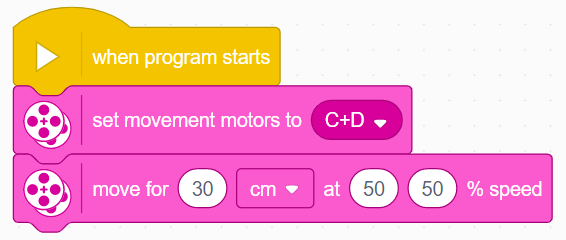 when program starts
set movement motors to C+D
move for 30 cm at 50 50 % speed